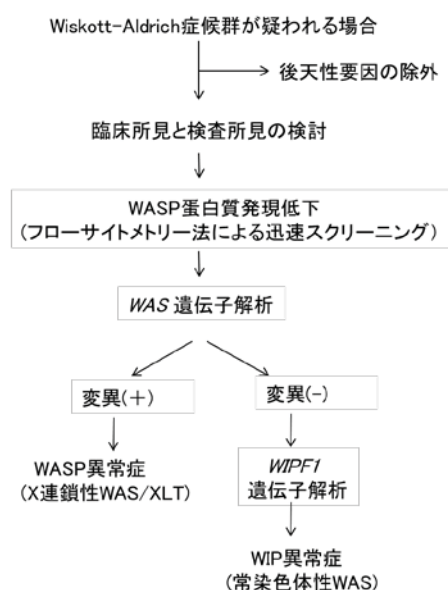 Wiskott-Aldrich症候群が疑われる場合
後天性要因の除外
臨床所見と検査所見の検討
WASP蛋白質発現低下
(フローサイトメトリー法による迅速スクリーニング)
WAS 遺伝子解析
変異(+)
変異(-)
WASP異常症
(X連鎖性WAS/XLT)
WIPF1
遺伝子解析
WIP異常症
(常染色体性WAS)